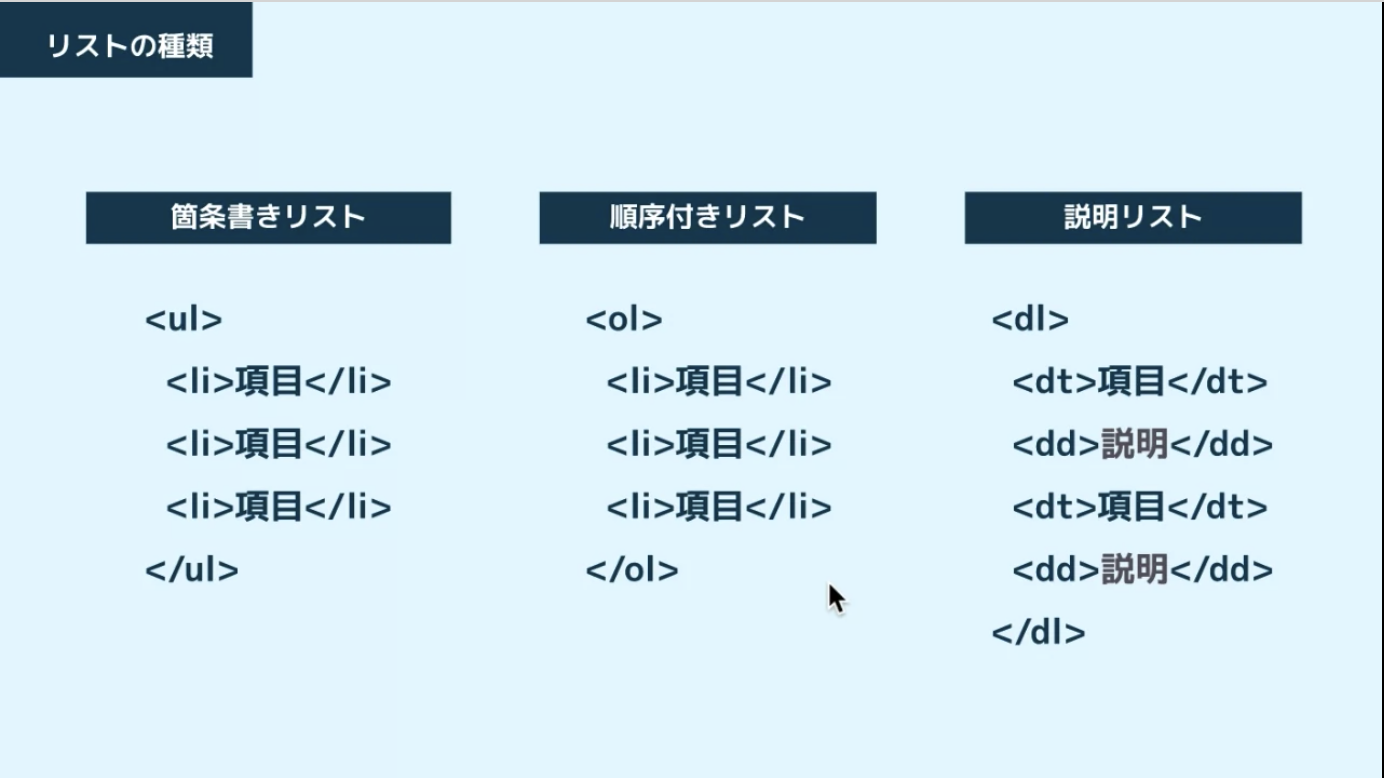 リストの種類
箇条書きリスト
<ul>
<li>項目</li>
<li>項目</li>
<li>項目</li>
</ul>
順序付きリスト
<ol>
<li>項目</li>
<li>項目</li>
<li>項目</li>
</ol>
説明リスト
<dl>
<dt>項目</dt>
<dd>説明</dd>
<dt>項目</dt>
<dd>説明</dd>
</dl>